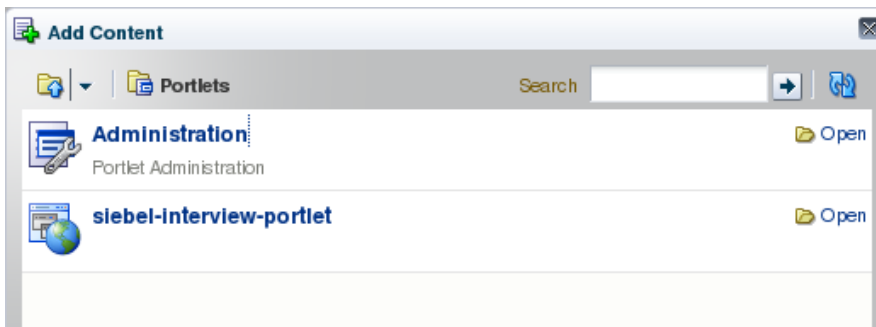 Add Content
Portlets Search
Administration Open
Portlet Administration
siebel-interview-portlet Open